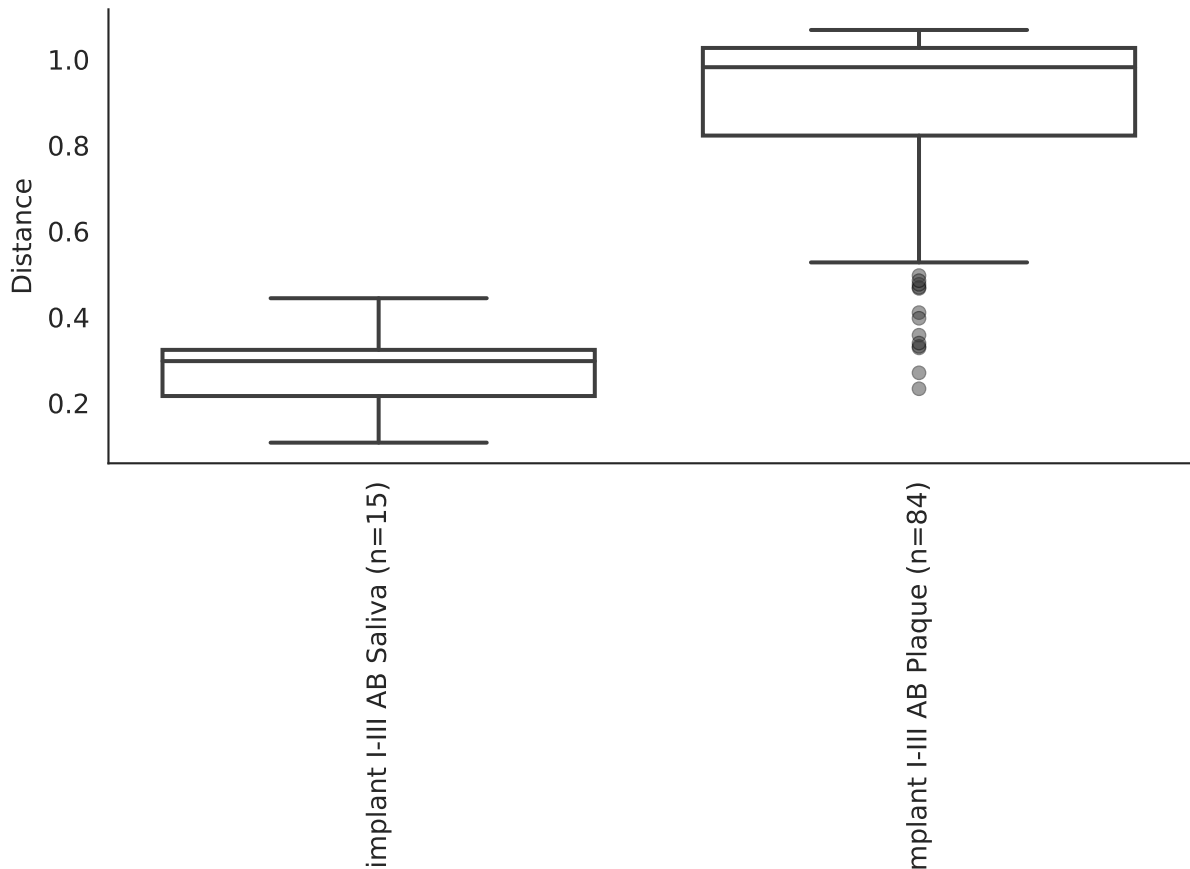 1.0
0.8
0.6
0.4
0.2
Distance
implant I-III AB Saliva (n=15)
mplant I-III AB Plaque (n=84)